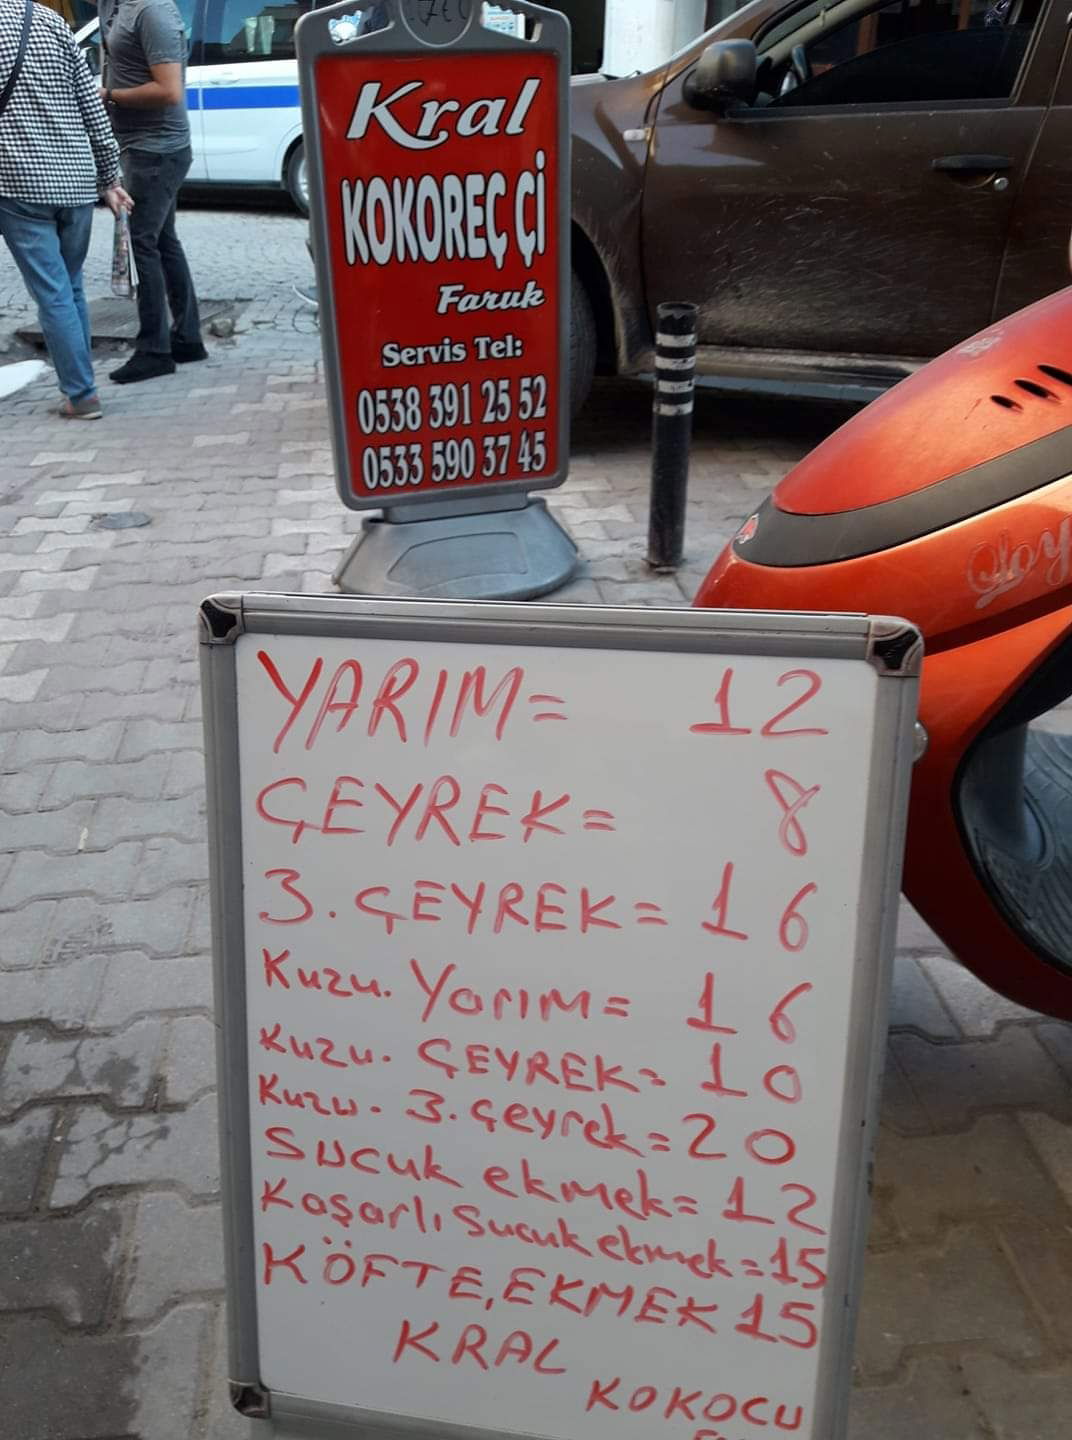 Kral
KOKOREÇ Çİ
Faruk
Servis Tel:
0538 391 25 52
0533 590 37 45
YARIM= 12
ÇEYREK= 8
3. ÇEYREK= 16
Kuzu. YarıM= 16
Kuzu. ÇEYREK= 10
Kuzu. 3. Çeyrek= 20
Sucuk ekmek= 12
Kaşarlı Sucuk ekmek=15
KÖFTE, EKMEK 15
KRAL
KOKOCU